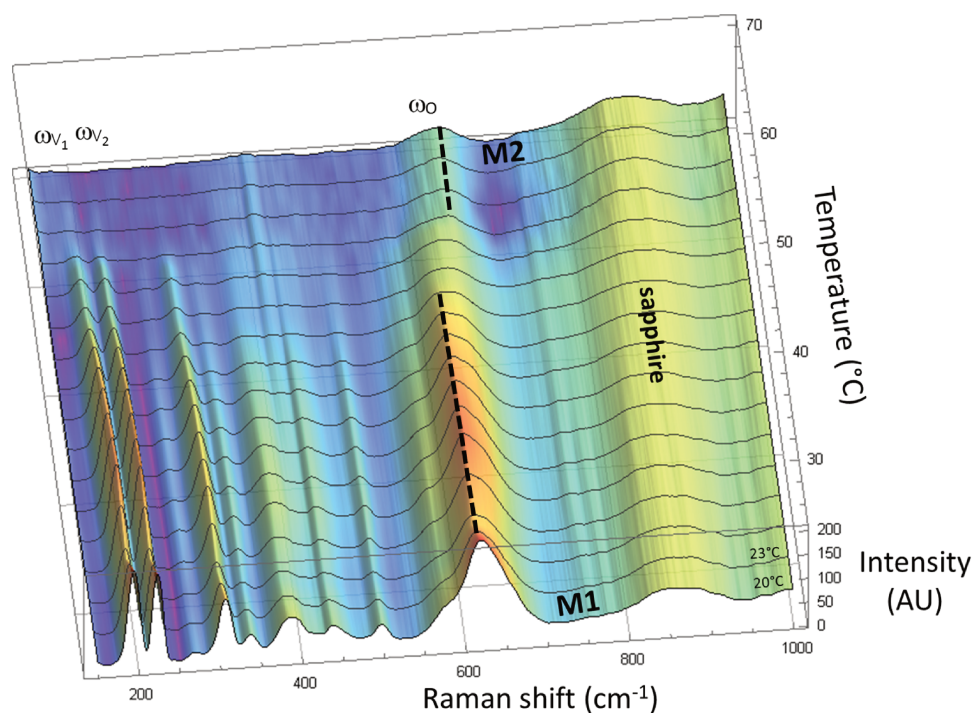 70
ωV1 ωV2
ωO
M2
60
Temperature (°C)
50
sapphire
40
30
200
23°C
150
20°C
100
50
0
Intensity
(AU)
M1
200
400
600
800
1000
Raman shift (cm-1)